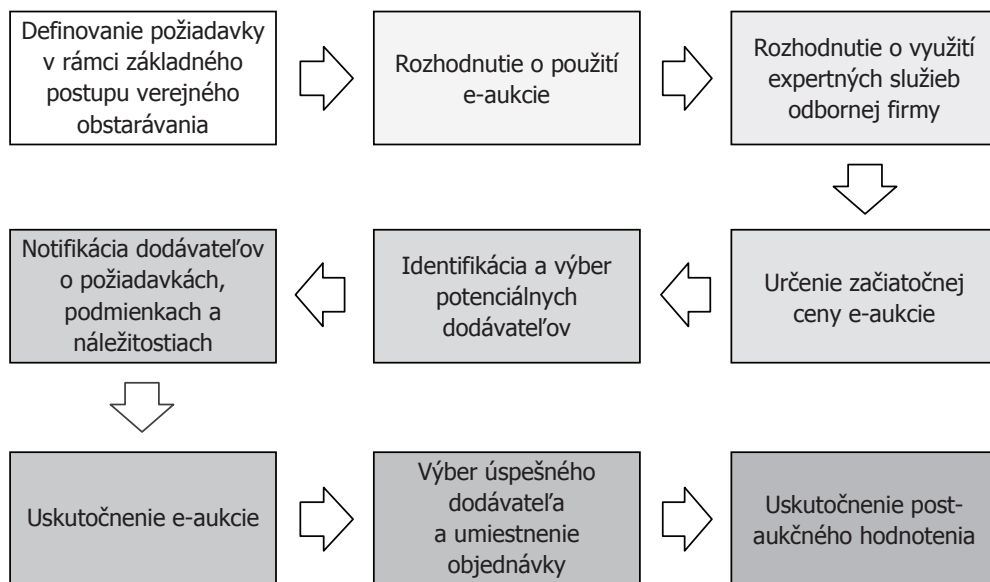 Definovanie požiadavky
v rámci základného
postupu verejného
obstarávania
Rozhodnutie o použití
e-aukcie
Rozhodnutie o využití
expertných služieb
odbornej firmy
Určenie začiatočnej
ceny e-aukcie
Identifikácia a výber
potenciálnych
dodávateľov
Notifikácia dodávateľov
o požiadavkách,
podmienkach a
náležitostiach
Uskutočnenie e-aukcie
Výber úspešného
dodávateľa
a umiestnenie
objednávky
Uskutočnenie post-
aukčného hodnotenia